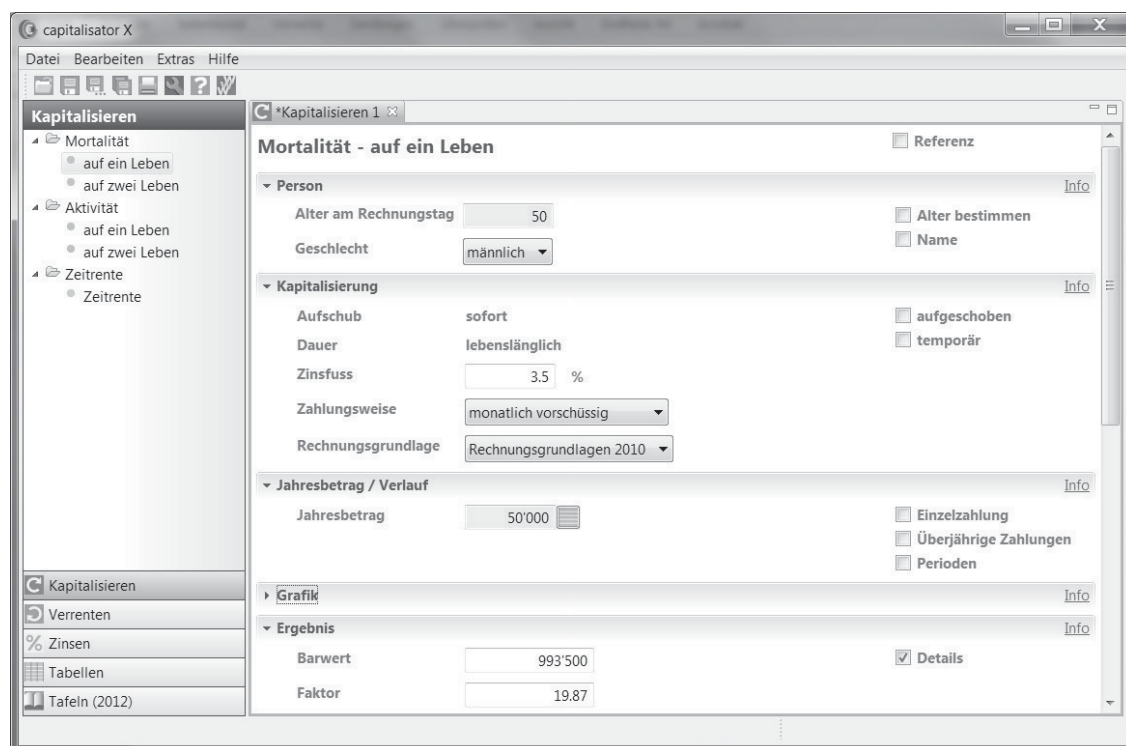 capitalisator X
Datei Bearbeiten Extras Hilfe
Kapitalisieren
Mortalität
auf ein Leben
auf zwei Leben
Aktivität
auf ein Leben
auf zwei Leben
Zeitrente
Zeitrente
Kapitalisieren
Verrenten
Zinsen
Tabellen
Tafeln (2012)
*Kapitalisieren 1
Mortalität - auf ein Leben
Referenz
Person Info
Alter am Rechnungstag 50 Alter bestimmen
Name
Geschlecht männlich
Kapitalisierung Info
Aufschub sofort aufgeschoben
Dauer lebenslänglich temporär
Zinsfuss 3.5 %
Zahlungsweise monatlich vorschüssig
Rechnungsgrundlage Rechnungsgrundlagen 2010
Jahresbetrag / Verlauf Info
Jahresbetrag 50'000 Einzelzahlung
Überjährige Zahlungen
Perioden
Grafik Info
Ergebnis Info
Barwert 993'500 Details
Faktor 19.87